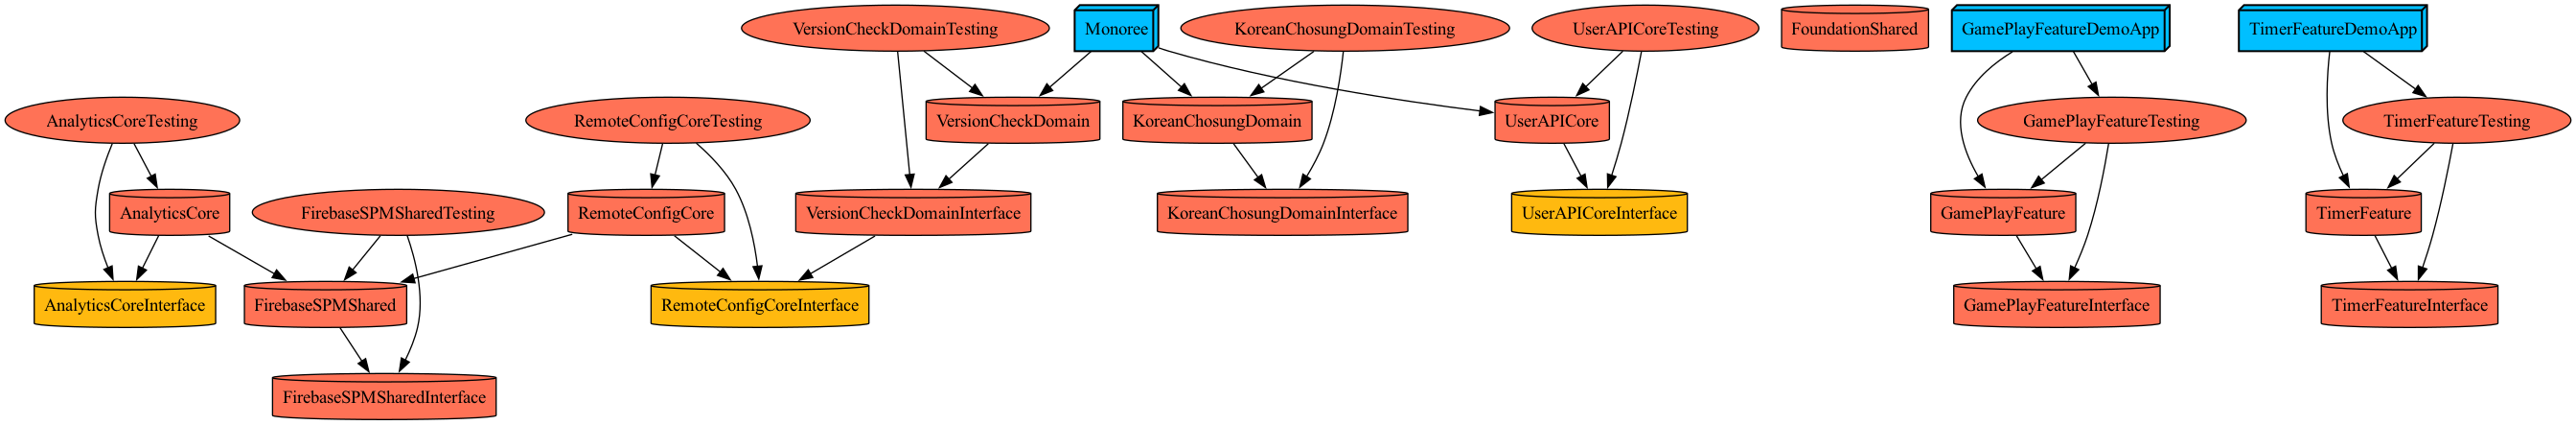 VersionCheckDomainTesting
Monoree
KoreanChosungDomainTesting
UserAPICoreTesting
FoundationShared
GamePlayFeatureDemoApp
TimerFeatureDemoApp
AnalyticsCoreTesting
RemoteConfigCoreTesting
VersionCheckDomain
KoreanChosungDomain
UserAPICore
GamePlayFeatureTesting
TimerFeatureTesting
AnalyticsCore
FirebaseSPMSharedTesting
RemoteConfigCore
VersionCheckDomainInterface
KoreanChosungDomainInterface
UserAPICoreInterface
GamePlayFeature
TimerFeature
AnalyticsCoreInterface
FirebaseSPMShared
RemoteConfigCoreInterface
GamePlayFeatureInterface
TimerFeatureInterface
FirebaseSPMSharedInterface